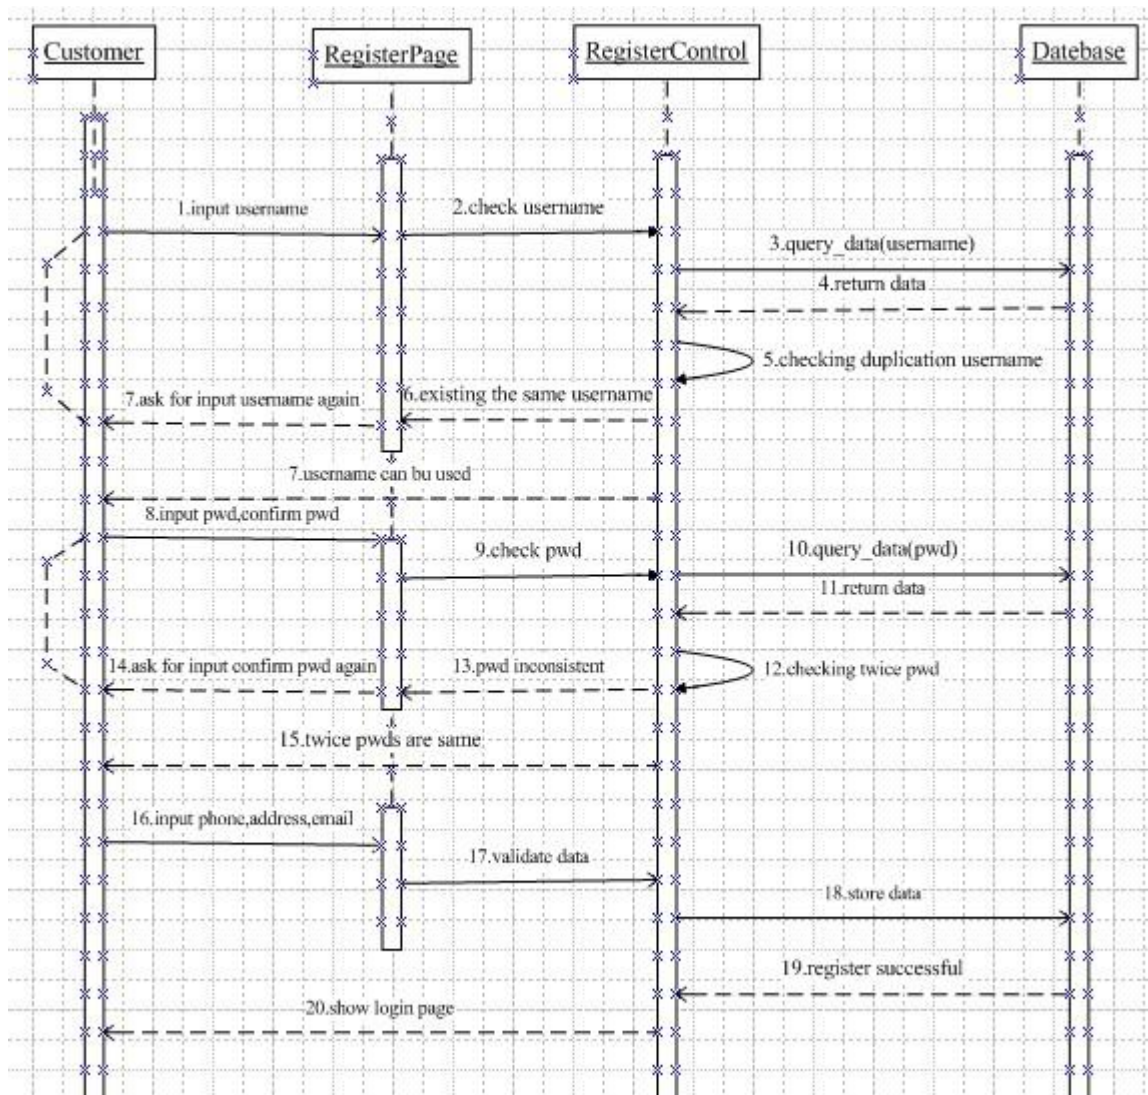 Customer
RegisterPage
RegisterControl
Datebase
1.input username
2.check username
3.query_data(username)
4.return data
5.checking duplication username
6.existing the same username
7.ask for input username again
7.username can bu used
8.input pwd,confirm pwd
9.check pwd
10.query_data(pwd)
11.return data
12.checking twice pwd
13.pwd inconsistent
14.ask for input confirm pwd again
15.twice pwds are same
16.input phone,address,email
17.validate data
18.store data
19.register successful
20.show login page